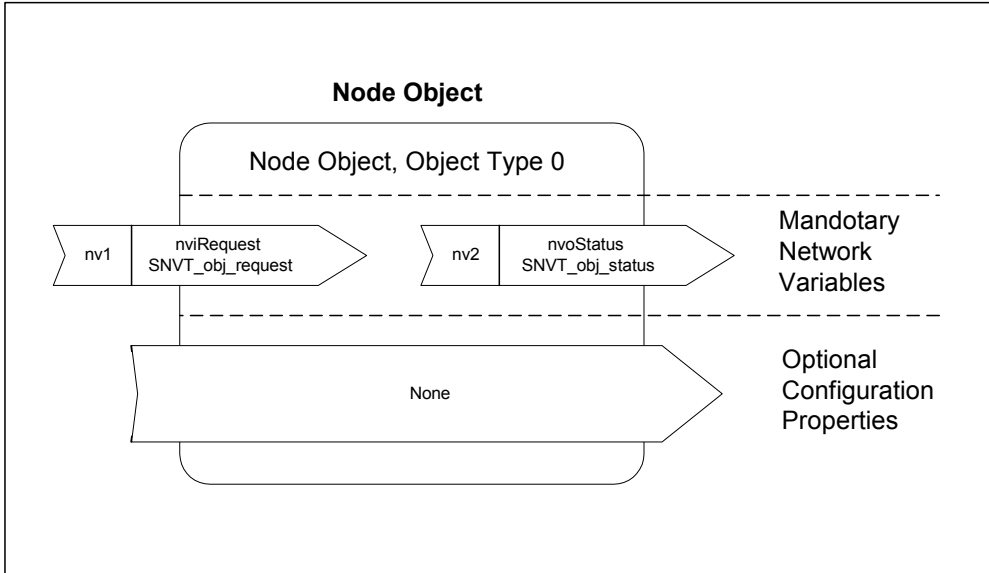 Node Object
Node Object, Object Type 0
nv1
nviRequest
SNVT_obj_request
nv2
nvoStatus
SNVT_obj_status
Mandotary
Network
Variables
None
Optional
Configuration
Properties